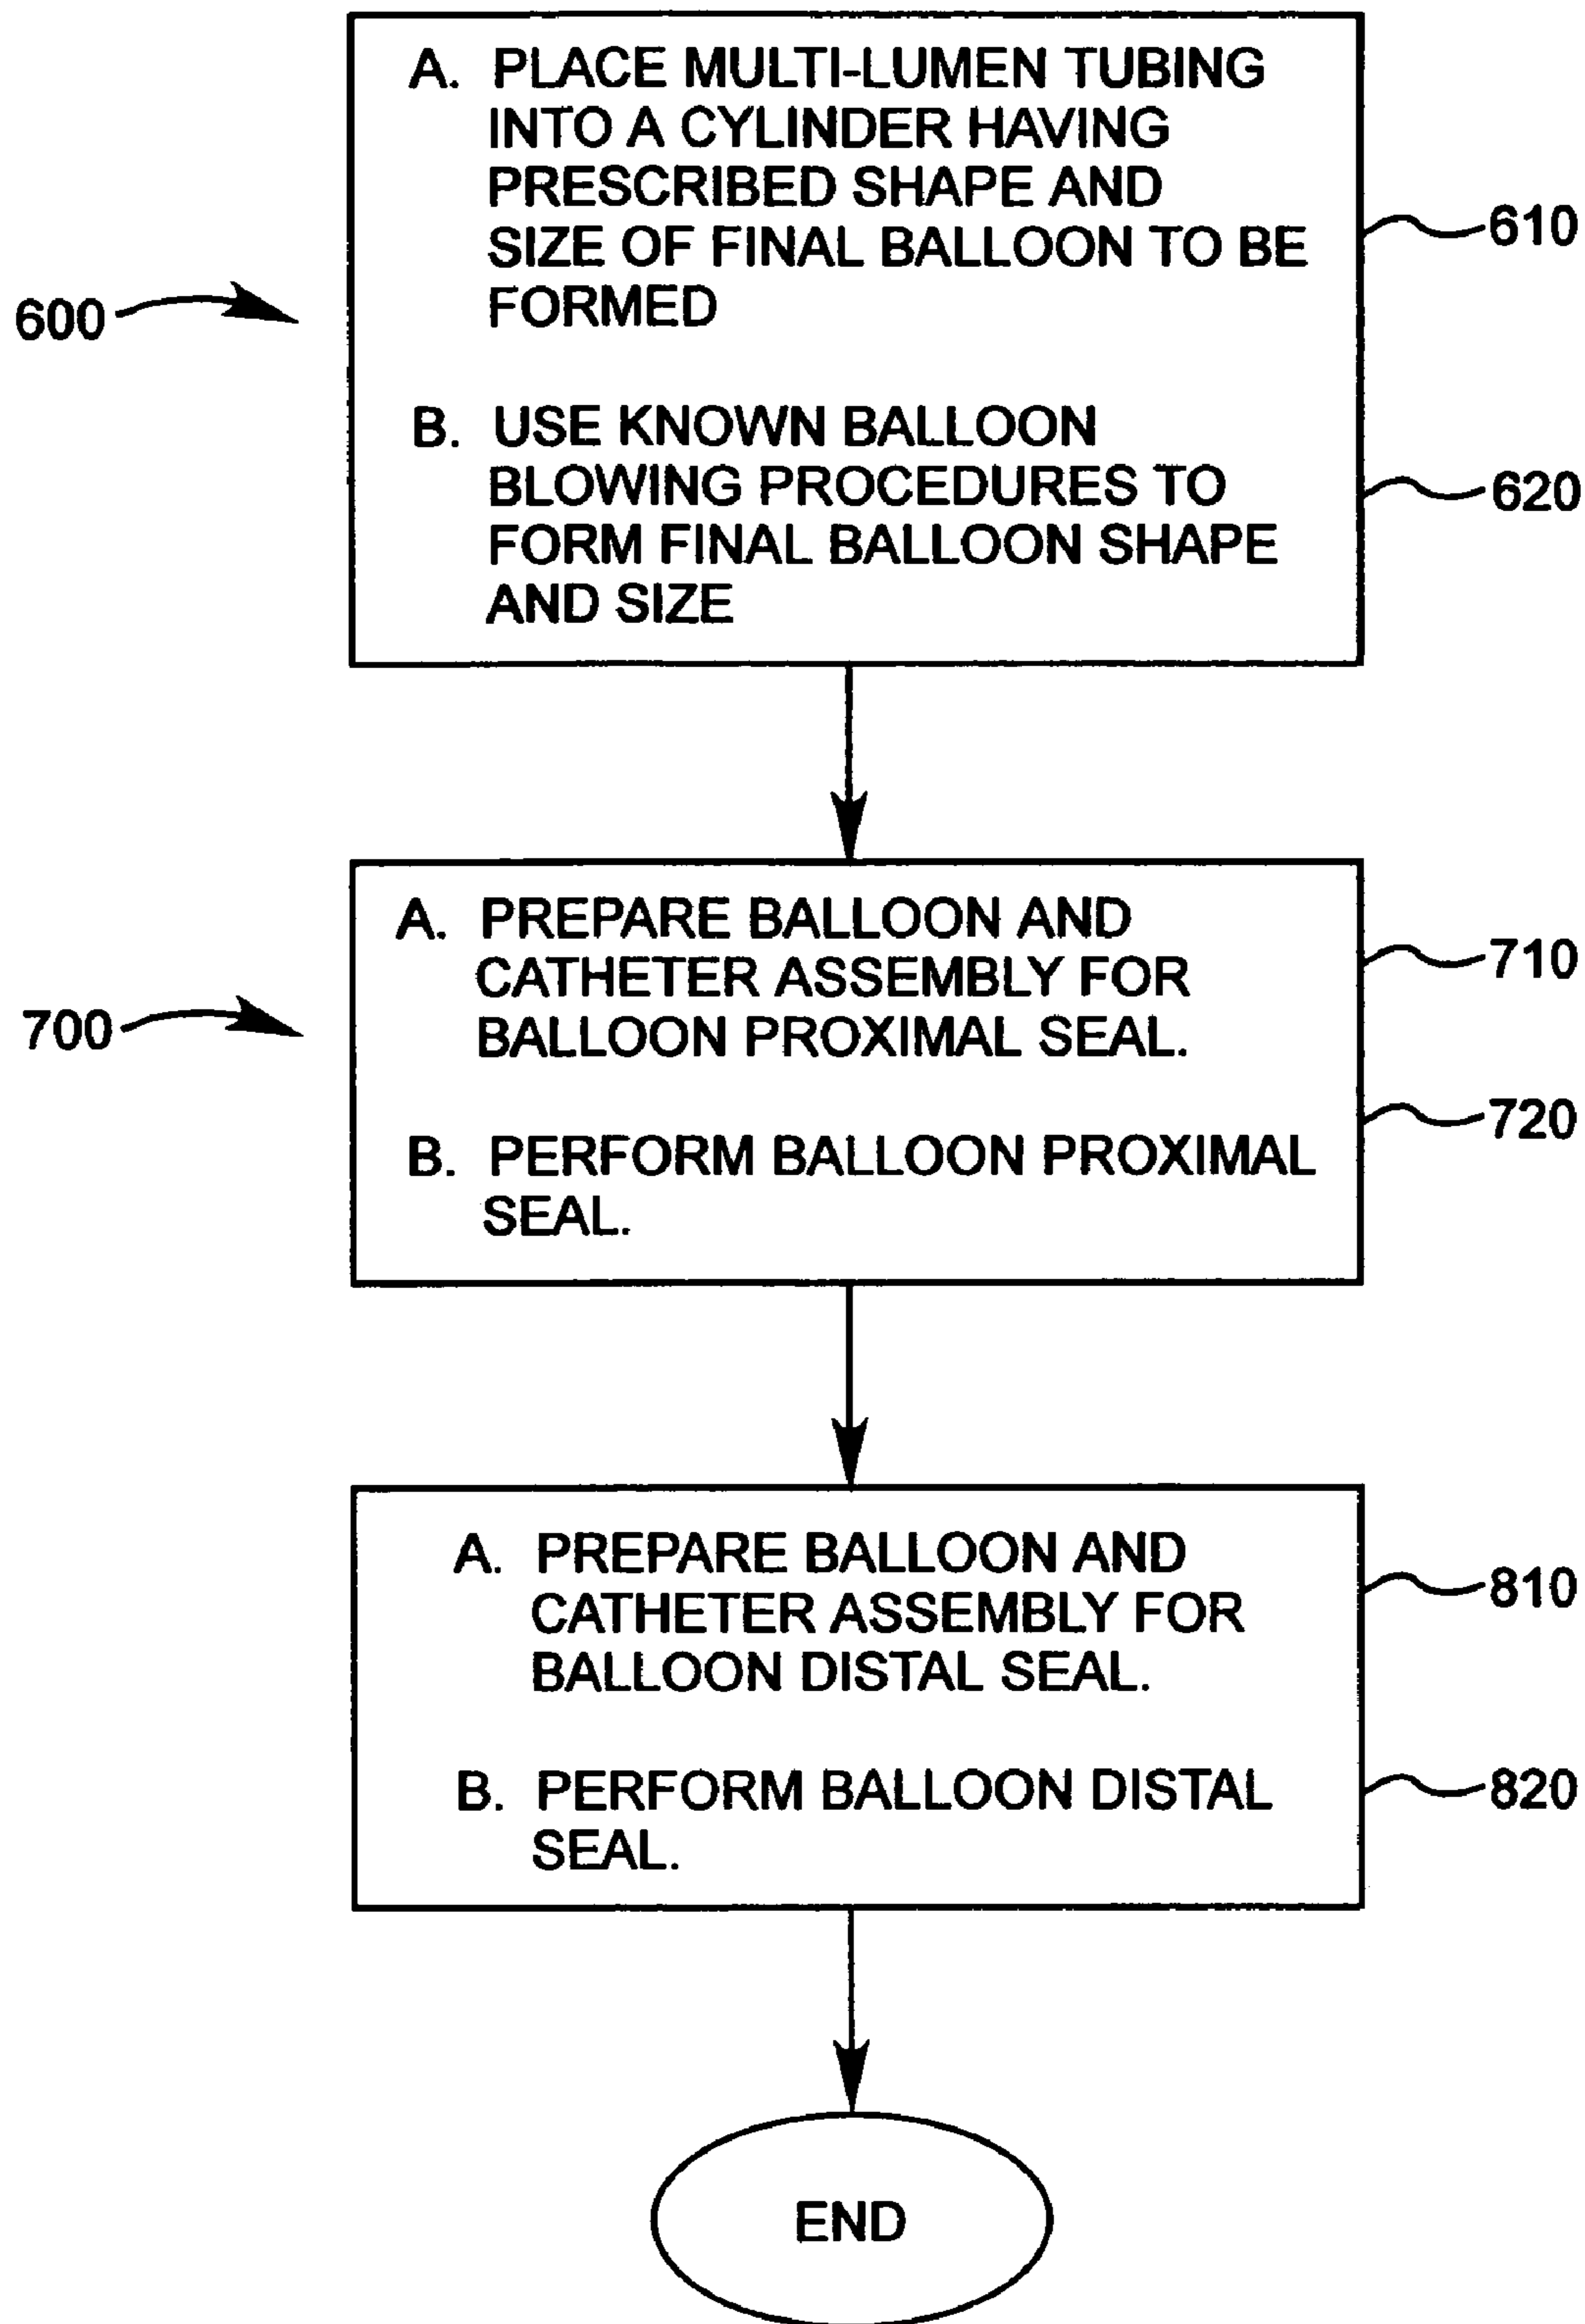 A. PLACE MULTI-LUMEN TUBING
INTO A CYLINDER HAVING
PRESCRIBED SHAPE AND
SIZE OF FINAL BALLOON TO BE
FORMED
610
600
B. USE KNOWN BALLOON
BLOWING PROCEDURES TO
FORM FINAL BALLOON SHAPE
AND SIZE
620
A. PREPARE BALLOON AND
CATHETER ASSEMBLY FOR
BALLOON PROXIMAL SEAL.
710
700
B. PERFORM BALLOON PROXIMAL
SEAL.
720
A. PREPARE BALLOON AND
CATHETER ASSEMBLY FOR
BALLOON DISTAL SEAL.
810
B. PERFORM BALLOON DISTAL
SEAL.
820
END